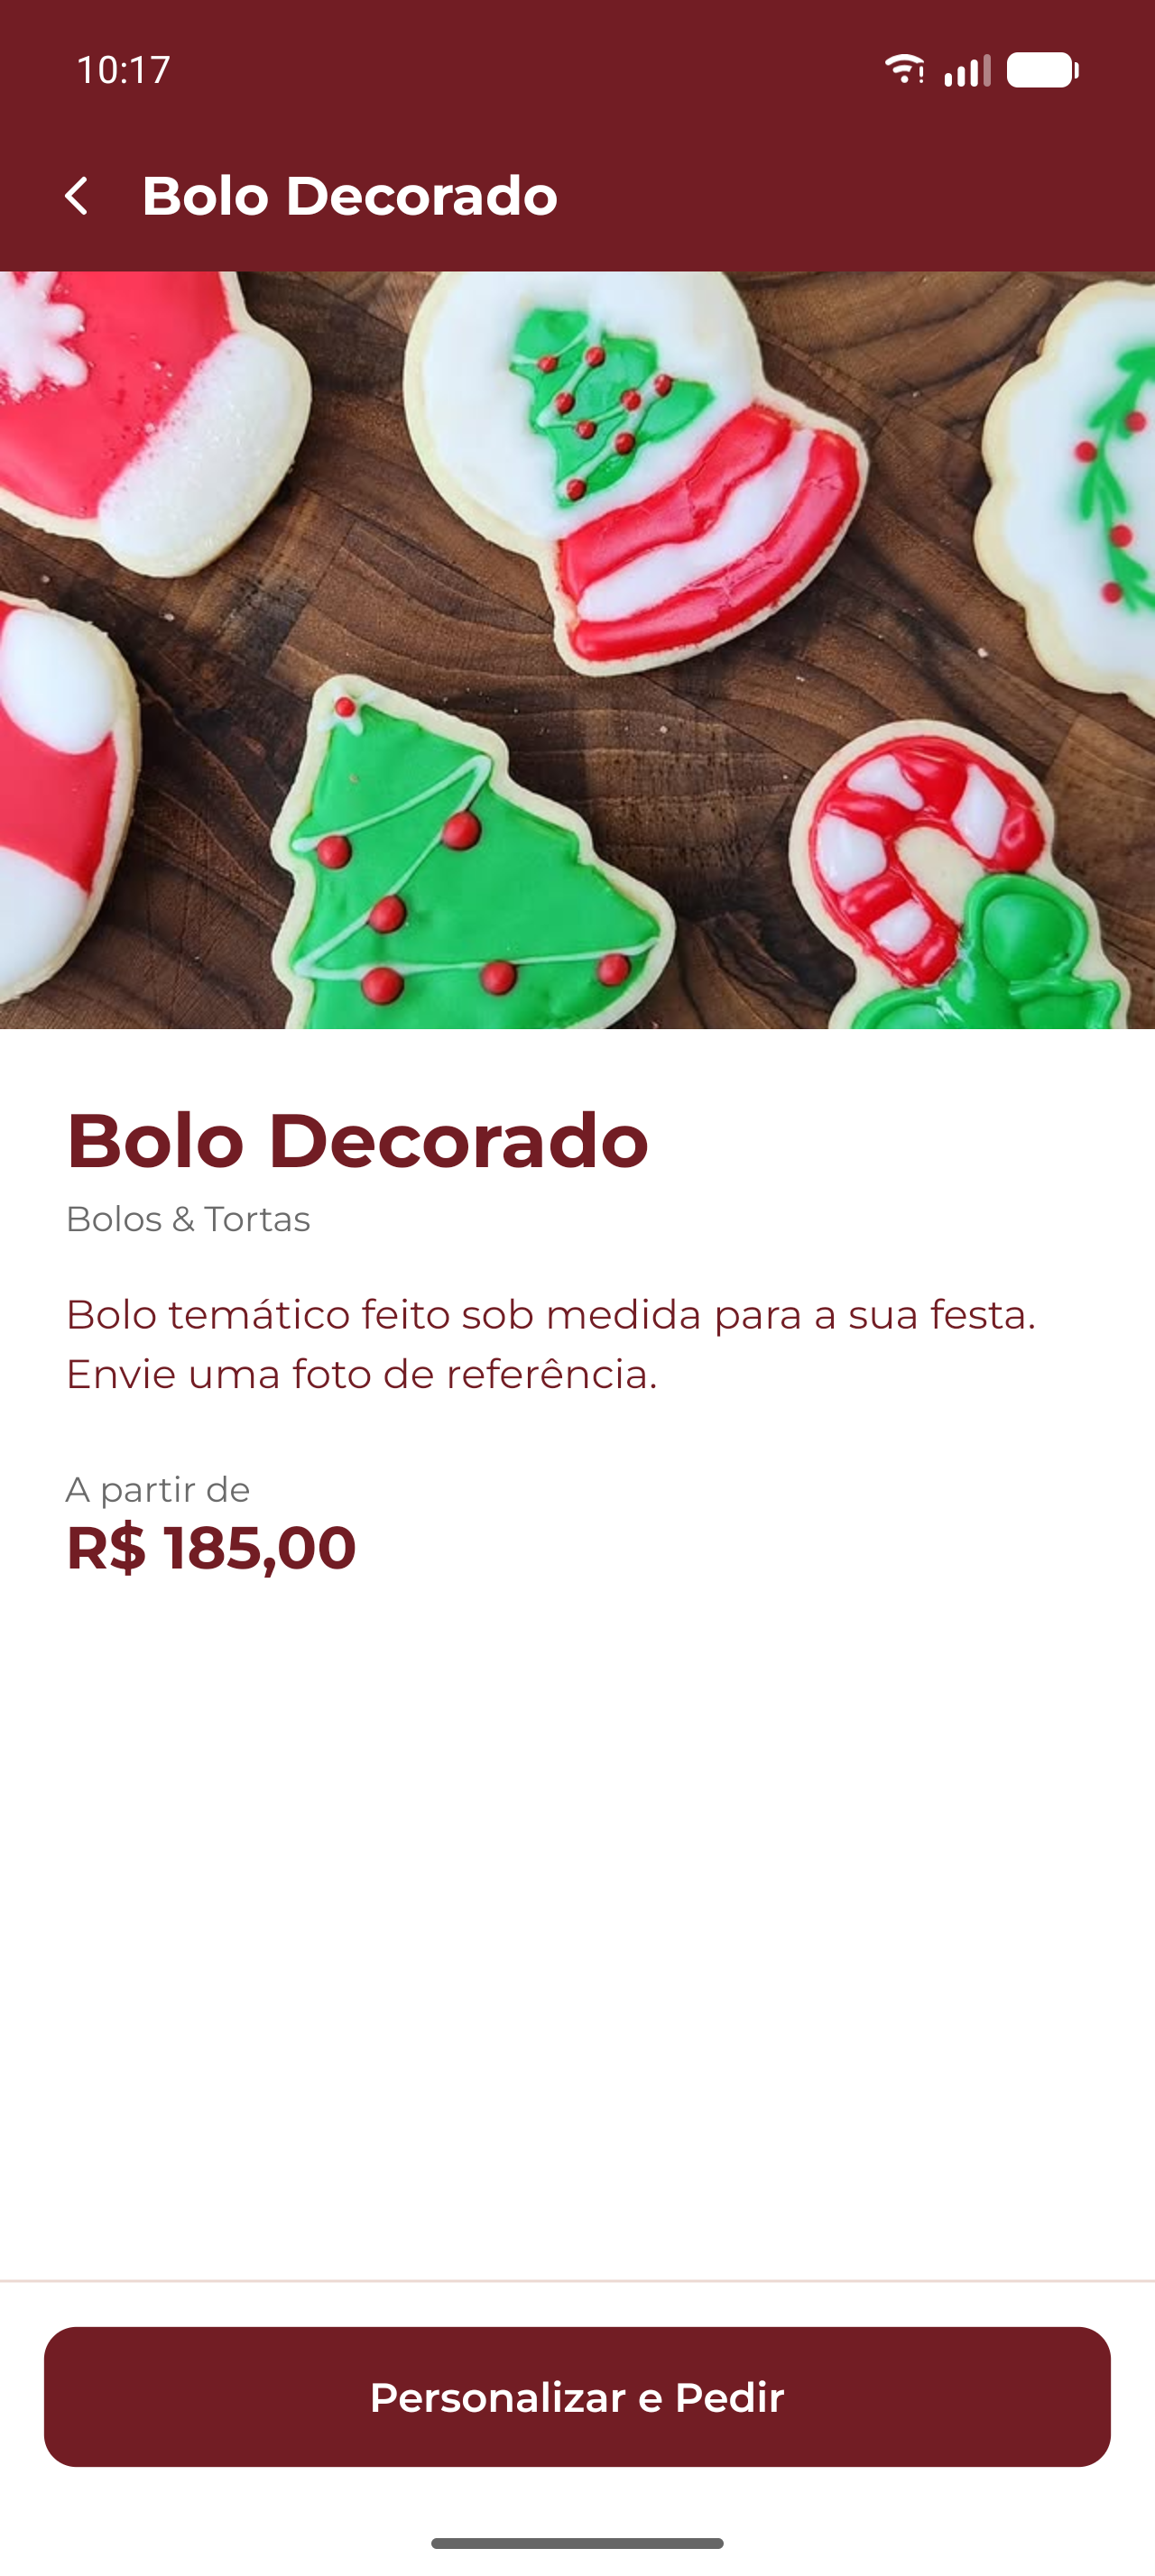 10:17
Bolo Decorado
Bolo Decorado
Bolos & Tortas
Bolo temático feito sob medida para a sua festa.
Envie uma foto de referência.
A partir de
R$ 185,00
Personalizar e Pedir